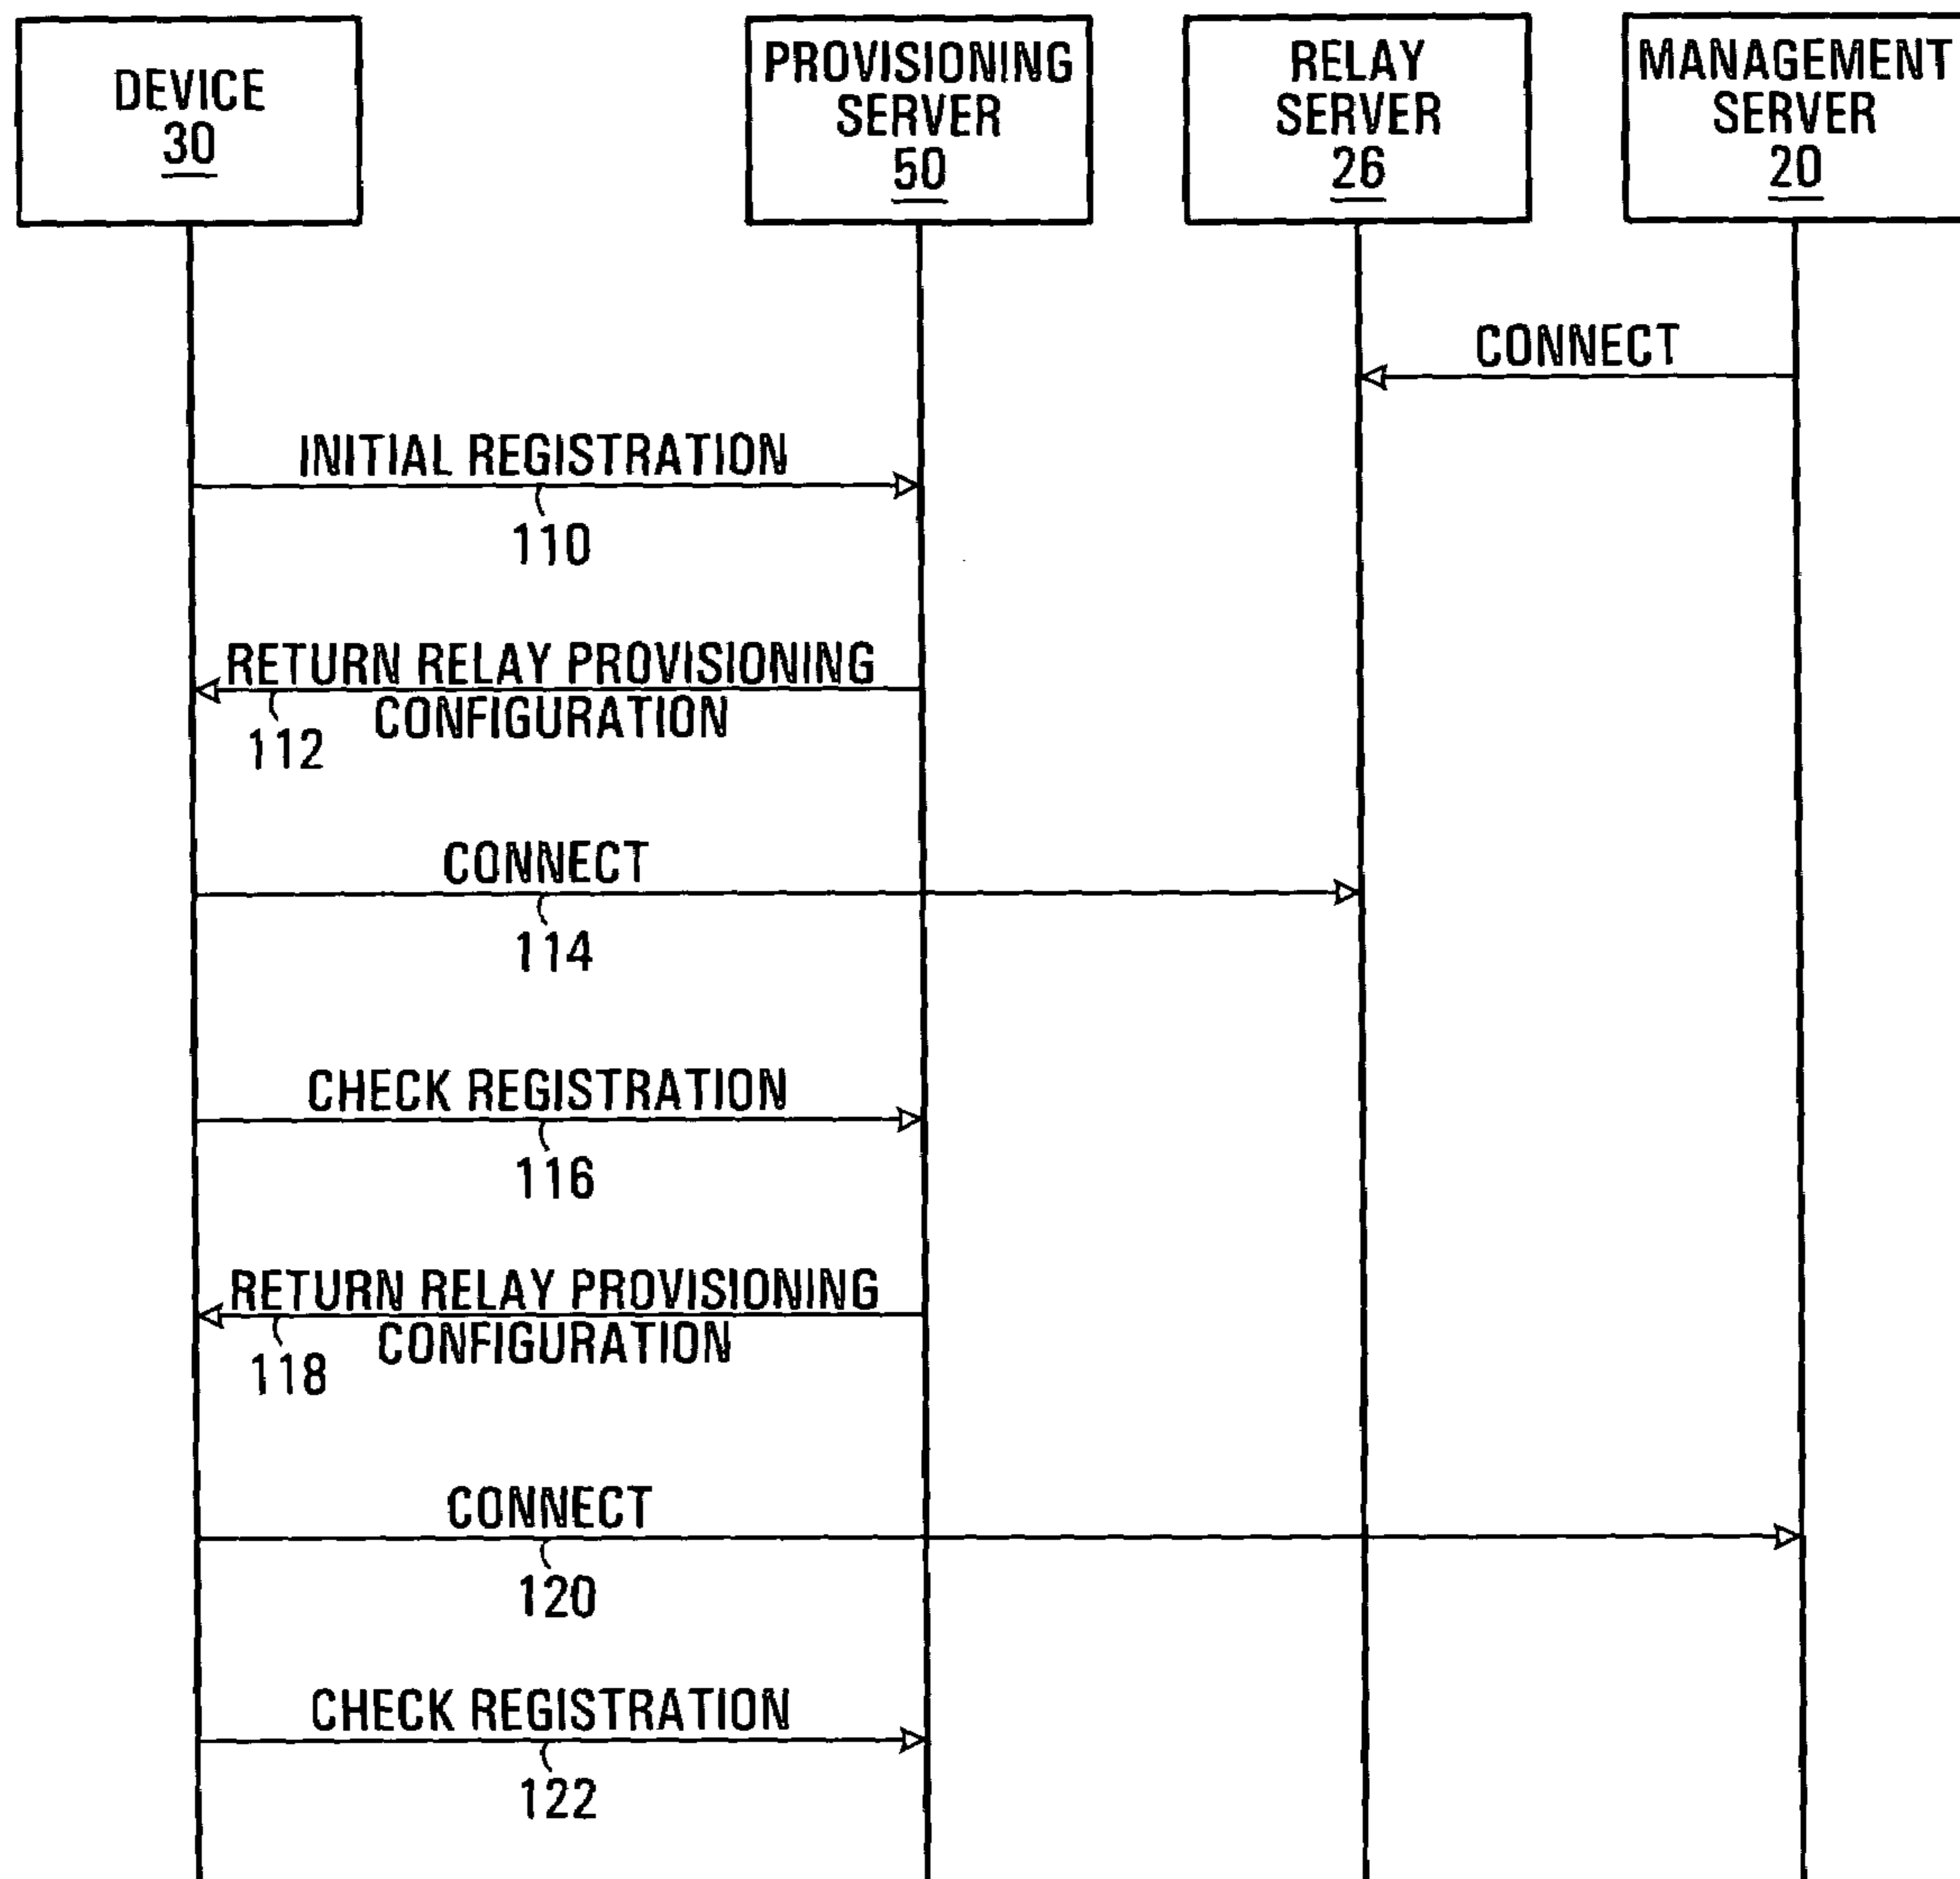 DEVICE
30
PROVISIONING
SERVER
50
RELAY
SERVER
26
MANAGEMENT
SERVER
20
CONNECT
INITIAL REGISTRATION
110
RETURN RELAY PROVISIONING
CONFIGURATION
112
CONNECT
114
CHECK REGISTRATION
116
RETURN RELAY PROVISIONING
CONFIGURATION
118
CONNECT
120
CHECK REGISTRATION
122